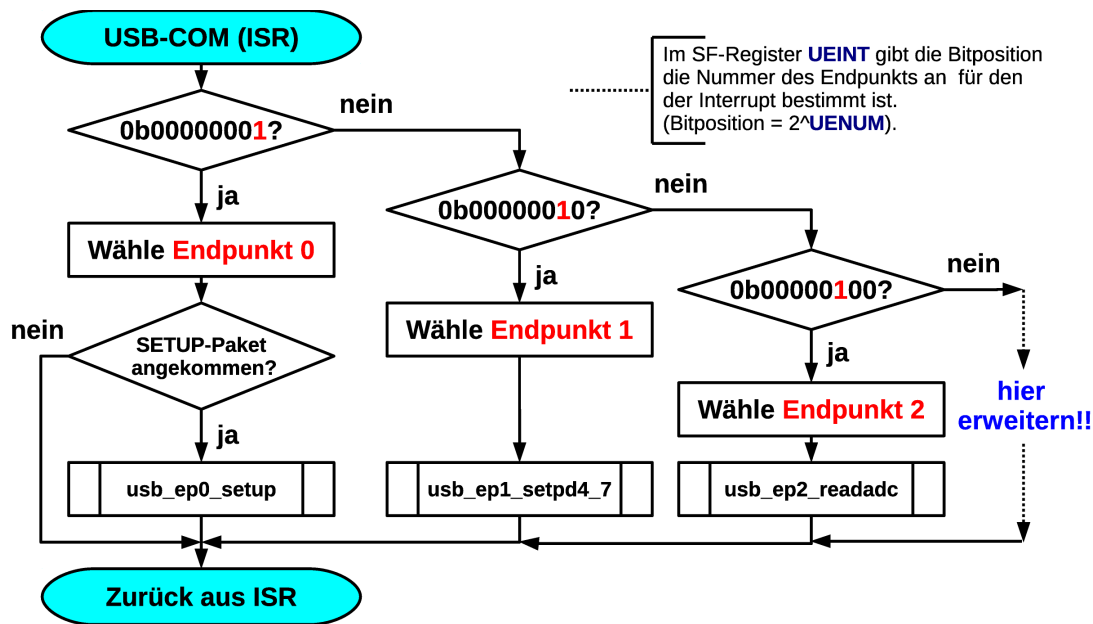 USB-COM (ISR)
Im SF-Register UEINT gibt die Bitposition
die Nummer des Endpunkts an für den
der Interrupt bestimmt ist.
(Bitposition = 2^UENUM).
0b00000001?
nein
ja
0b00000010?
nein
ja
0b00000100?
nein
ja
Wähle Endpunkt 0
Wähle Endpunkt 1
Wähle Endpunkt 2
hier
erweitern!!
nein
SETUP-Paket
angekommen?
ja
usb_ep0_setup
usb_ep1_setpd4_7
usb_ep2_readadc
Zurück aus ISR